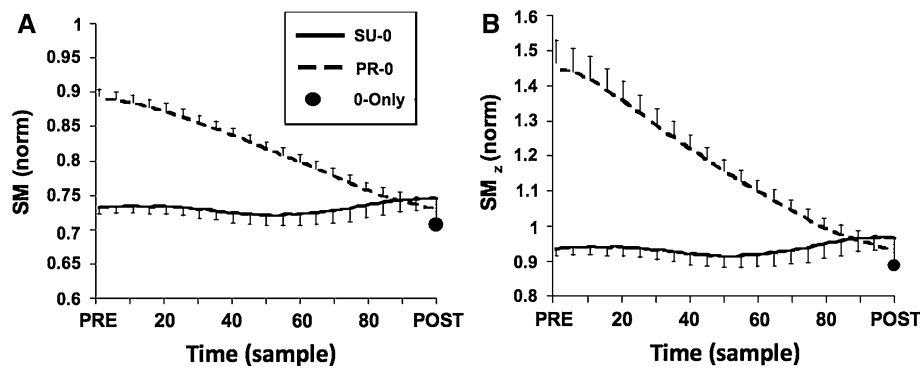 A
SM (norm)
1
0.95
0.9
0.85
0.8
0.75
0.7
0.65
0.6
PRE 20 40 60 80 POST
Time (sample)
SU-0
PR-0
0-Only
B
SM z (norm)
1.6
1.5
1.4
1.3
1.2
1.1
1
0.9
0.8
PRE 20 40 60 80 POST
Time (sample)